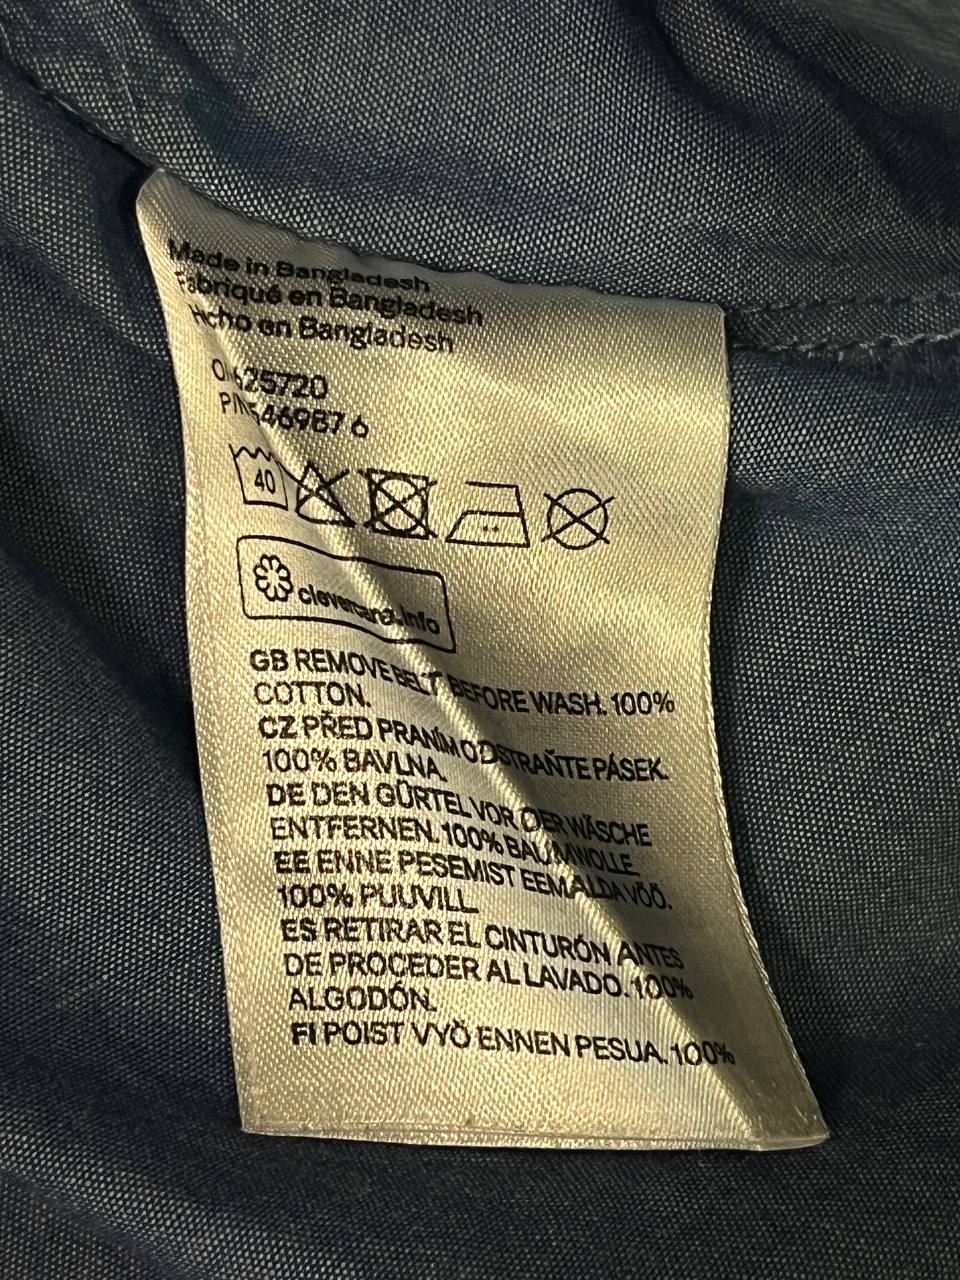 Made in Bangladesh
Fabriqué en Bangladesh
Hcho en Bangladesh
PIN546987 6
40
clevercare.info
GB REMOVE BELT BEFORE WASH. 100%
COTTON.
CZ PŘED PRANÍM ODSTRAŇTE PÁSEK.
100% BAVLNA.
DE DEN GÜRTEL VOR DER WÄSCHE
ENTFERNEN. 100% BAUMWOLLE
EE ENNE PESEMIST EEMALDA VÖÖ.
100% PUUVILL
ES RETIRAR EL CINTURÓN ANTES
DE PROCEDER AL LAVADO. 100%
ALGODÓN.
FI POIST VYÖ ENNEN PESUA. 100%